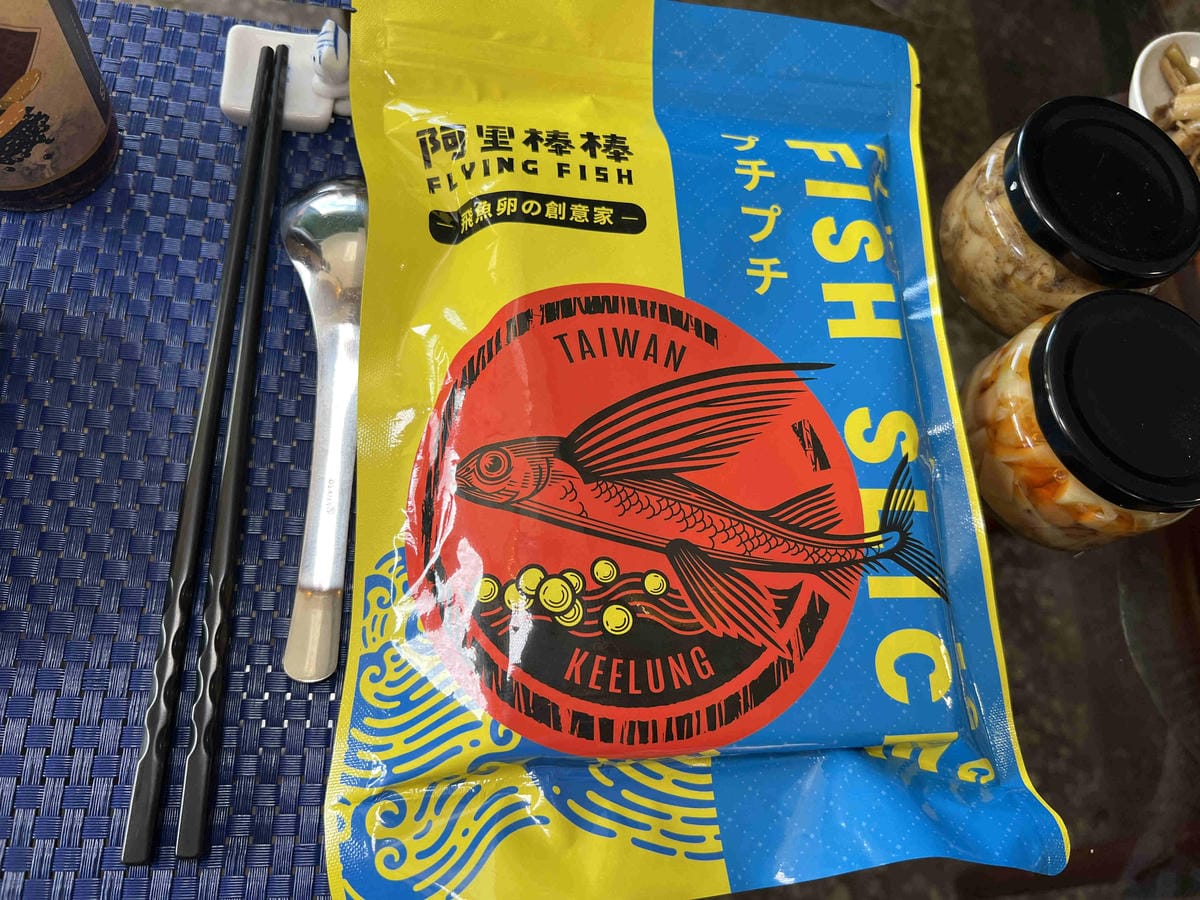 阿里棒棒
FLYING FISH
飛魚卵の創意家
プチプチ
FISH SLICE
TAIWAN
KEELUNG